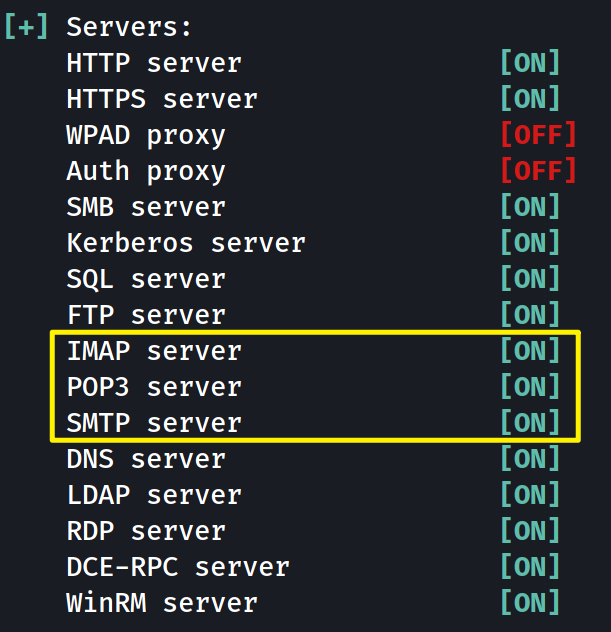 [+] Servers:
HTTP server [ON]
HTTPS server [ON]
WPAD proxy [OFF]
Auth proxy [OFF]
SMB server [ON]
Kerberos server [ON]
SQL server [ON]
FTP server [ON]
IMAP server [ON]
POP3 server [ON]
SMTP server [ON]
DNS server [ON]
LDAP server [ON]
RDP server [ON]
DCE-RPC server [ON]
WinRM server [ON]